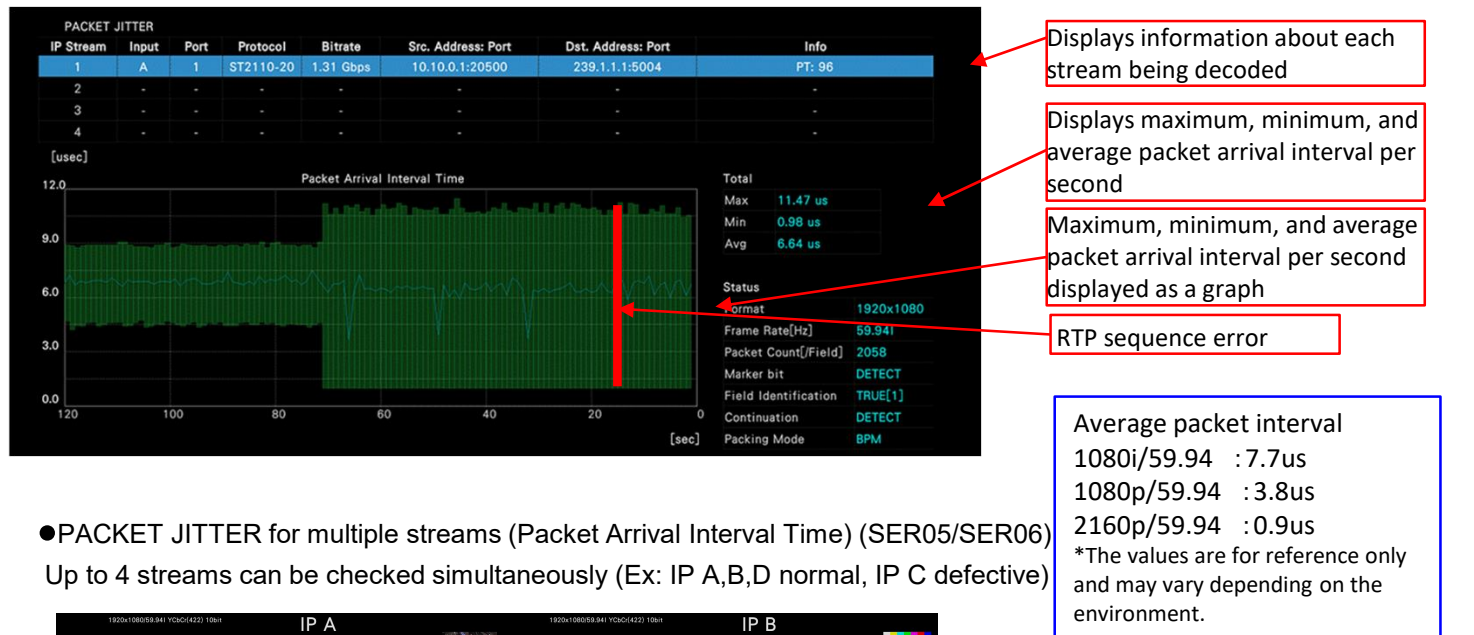 PACKET JITTER
IP Stream Input Port Protocol Bitrate Src. Address: Port Dst. Address: Port Info
1 A 1 ST2110-20 1.31 Gbps 10.10.0.1:20500 239.1.1.1:5004 PT: 96
2 - - - - - - -
3 - - - - - - -
4 - - - - - - -
[usec]
Packet Arrival Interval Time
12.0
9.0
6.0
3.0
0.0
120 100 80 60 40 20 0
[sec]
Total
Max 11.47 us
Min 0.98 us
Avg 6.64 us
Status
Format 1920x1080
Frame Rate[Hz] 59.94I
Packet Count[/Field] 2058
Marker bit DETECT
Field Identification TRUE[1]
Continuation DETECT
Packing Mode BPM
Displays information about each
stream being decoded
Displays maximum, minimum, and
average packet arrival interval per
second
Maximum, minimum, and average
packet arrival interval per second
displayed as a graph
RTP sequence error
Average packet interval
1080i/59.94 :7.7us
1080p/59.94 :3.8us
2160p/59.94 :0.9us
*The values are for reference only
and may vary depending on the
environment.
●PACKET JITTER for multiple streams (Packet Arrival Interval Time) (SER05/SER06)
Up to 4 streams can be checked simultaneously (Ex: IP A,B,D normal, IP C defective)
1920x1080/59.94I YCbCr(422) 10bit IP A
1920x1080/59.94I YCbCr(422) 10bit IP B